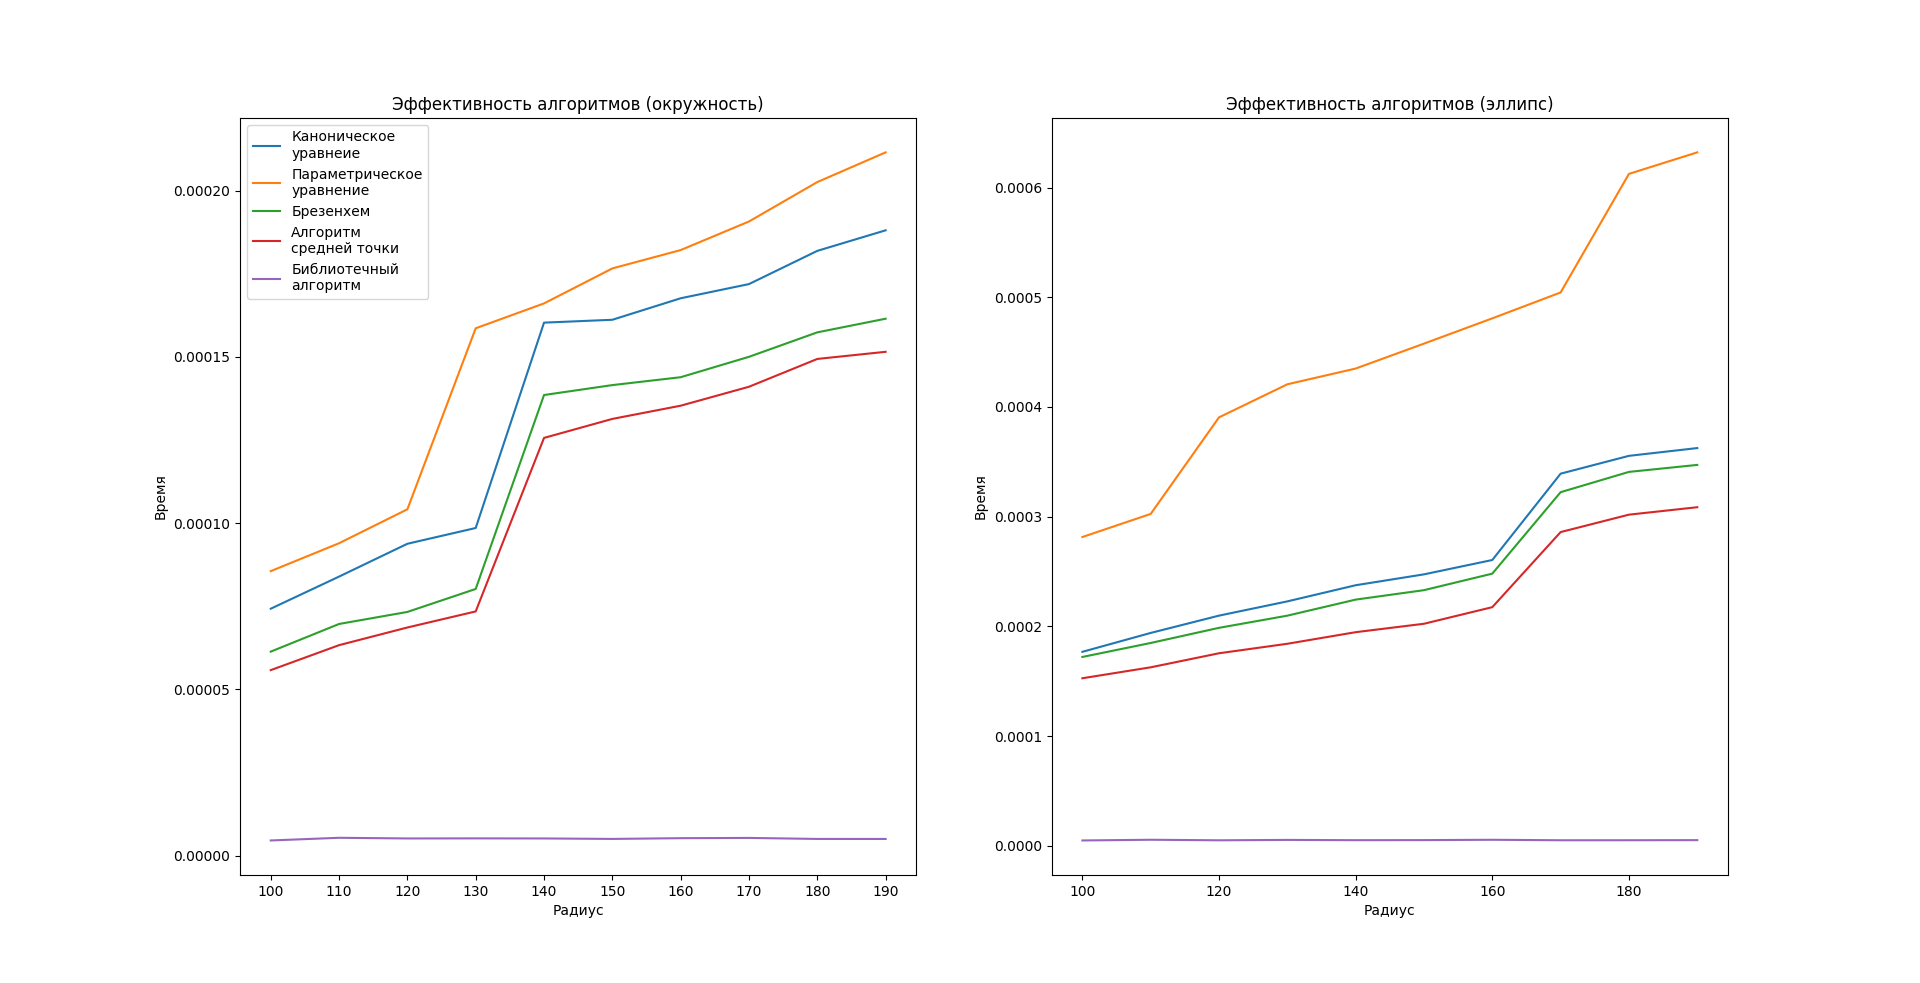 Эффективность алгоритмов (окружность)
Каноническое
уравнеие
Параметрическое
уравнение
Брезенхем
Алгоритм
средней точки
Библиотечный
алгоритм
0.00020
0.00015
0.00010
0.00005
0.00000
Время
100 110 120 130 140 150 160 170 180 190
Радиус
Эффективность алгоритмов (эллипс)
0.0006
0.0005
0.0004
0.0003
0.0002
0.0001
0.0000
Время
100 120 140 160 180
Радиус